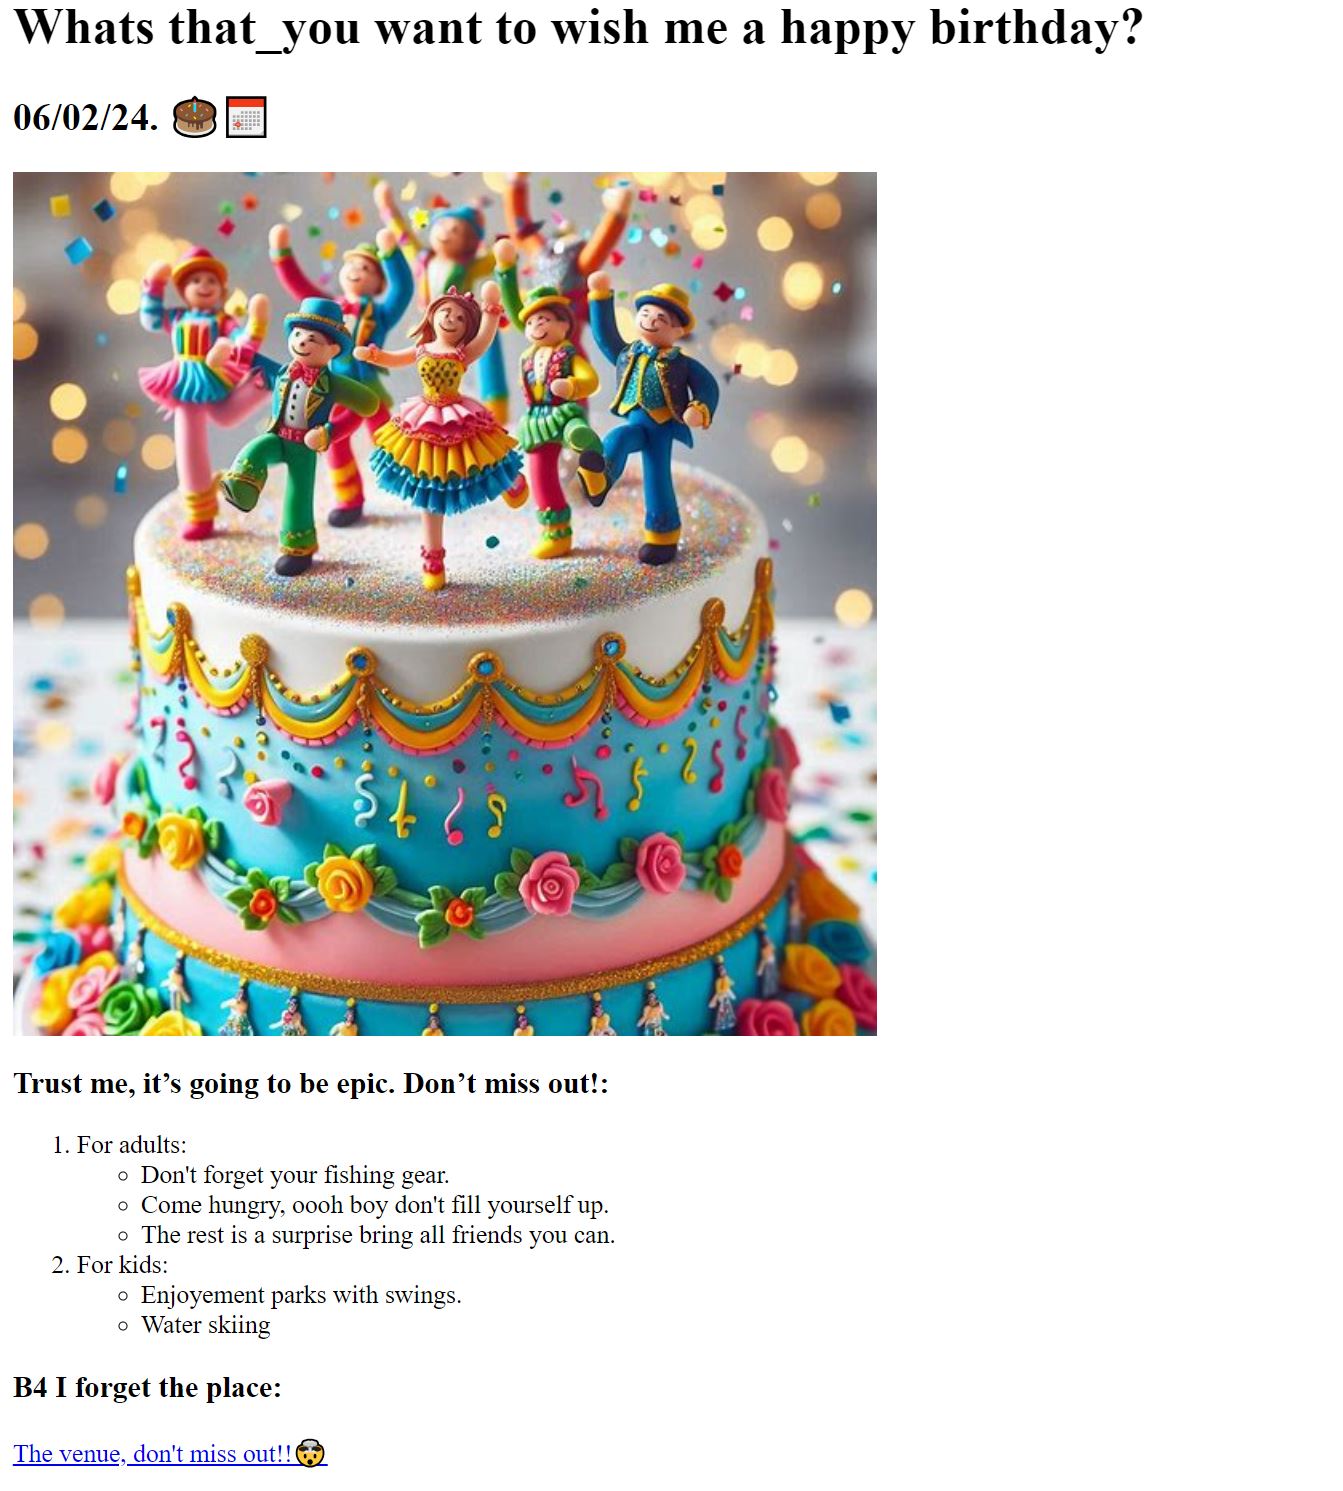 Whats that_you want to wish me a happy birthday?
06/02/24. 🎂📅
Trust me, it’s going to be epic. Don’t miss out!:
1. For adults:
○ Don't forget your fishing gear.
○ Come hungry, oooh boy don't fill yourself up.
○ The rest is a surprise bring all friends you can.
2. For kids:
○ Enjoyement parks with swings.
○ Water skiing
B4 I forget the place:
The venue, don't miss out!!🤯